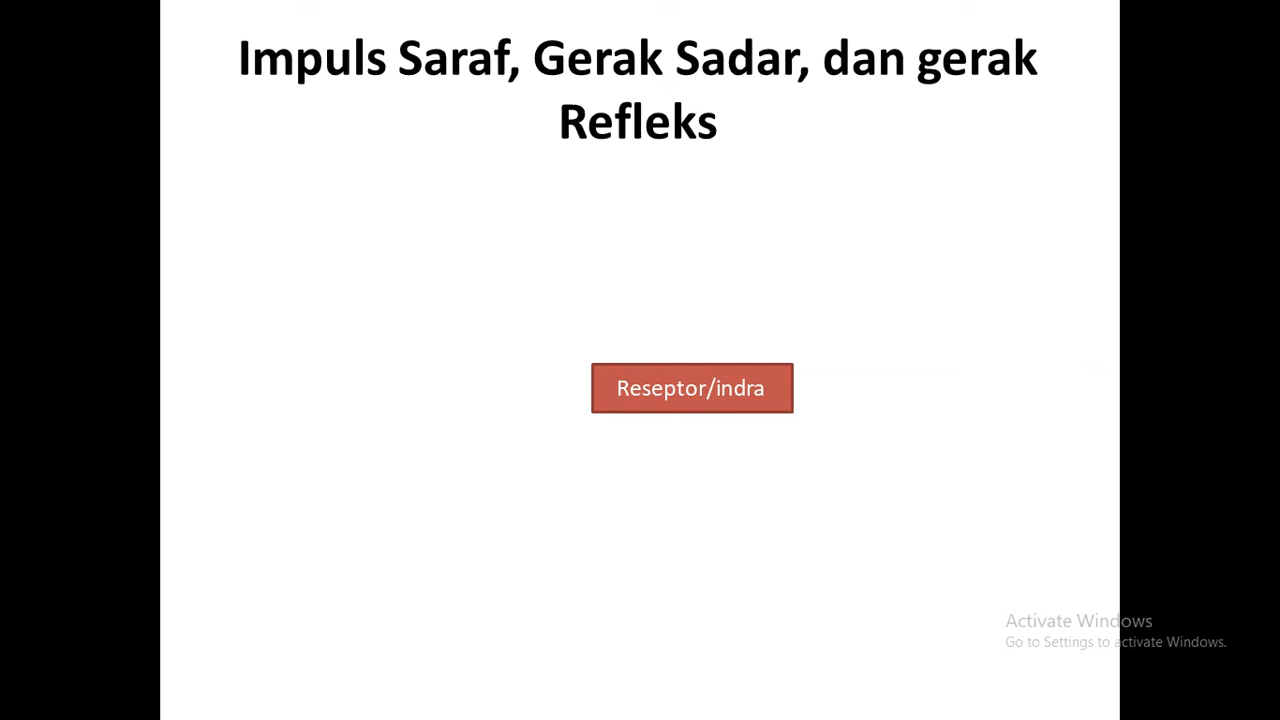 Impuls Saraf, Gerak Sadar, dan gerak
Refleks
Reseptor/indra
Activate Windows
Go to Settings to activate Windows.